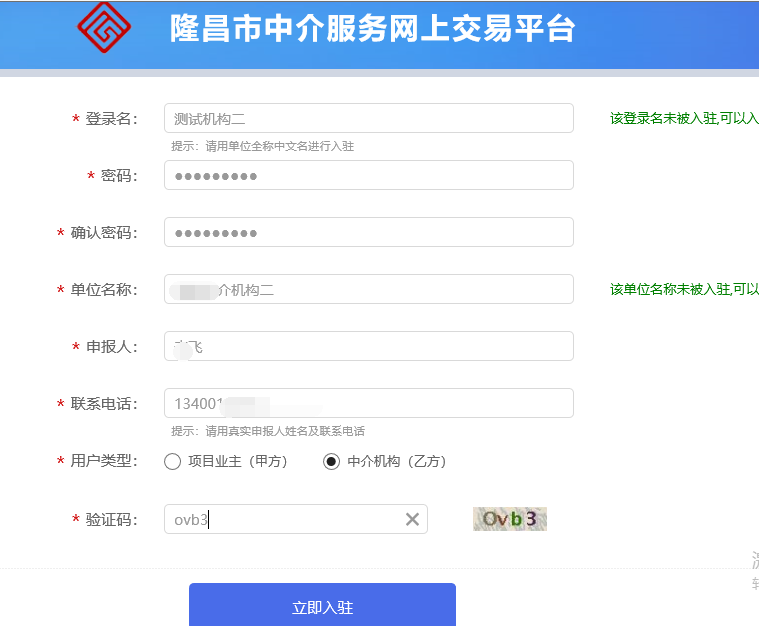 隆昌市中介服务网上交易平台
* 登录名： 测试机构二 该登录名未被入驻,可以入
提示：请用单位全称中文名进行入驻
* 密码： ●●●●●●●●●
* 确认密码： ●●●●●●●●●
* 单位名称： 介机构二 该单位名称未被入驻,可以
* 申报人： 飞
* 联系电话： 134001
提示：请用真实申报人姓名及联系电话
* 用户类型： 项目业主（甲方） 中介机构（乙方）
* 验证码： ovb3 Ovb3
立即入驻